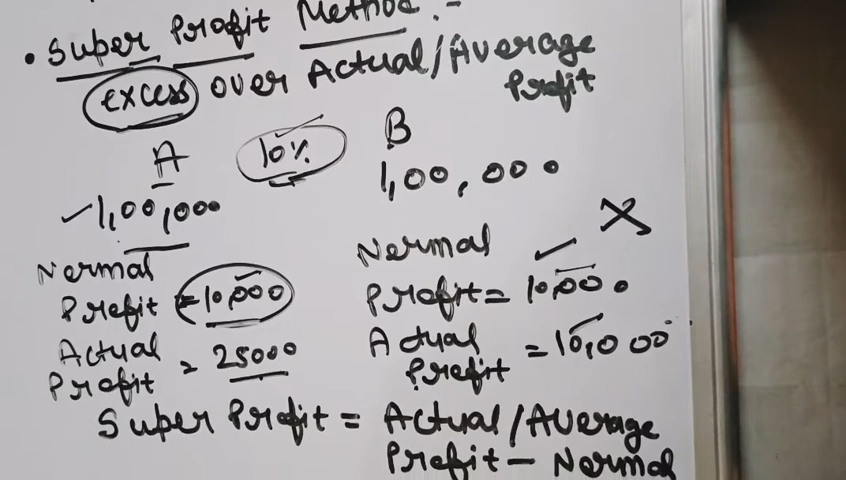 • Super Profit Method :-
excess over Actual/Average
Profit
A 10% B
1,00,000 1,00,000
Normal
Profit = 10,000
Actual
Profit = 25000
Normal X
Profit = 10,000
Actual
Profit = 10,000
Super Profit = Actual/Average
Profit - Normal